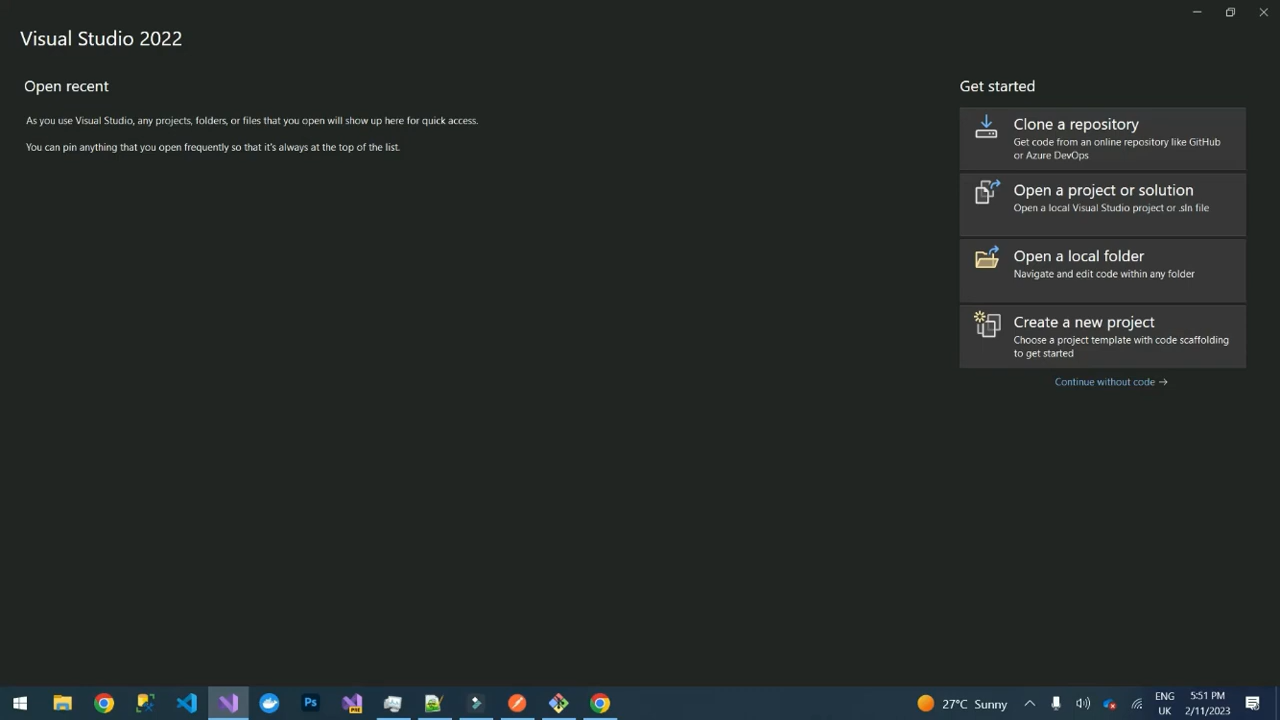 Visual Studio 2022
Open recent
As you use Visual Studio, any projects, folders, or files that you open will show up here for quick access.
You can pin anything that you open frequently so that it's always at the top of the list.
Get started
Clone a repository
Get code from an online repository like GitHub
or Azure DevOps
Open a project or solution
Open a local Visual Studio project or .sln file
Open a local folder
Navigate and edit code within any folder
Create a new project
Choose a project template with code scaffolding
to get started
Continue without code →
Ps
PRE
27°C Sunny
ENG
UK
5:51 PM
2/11/2023